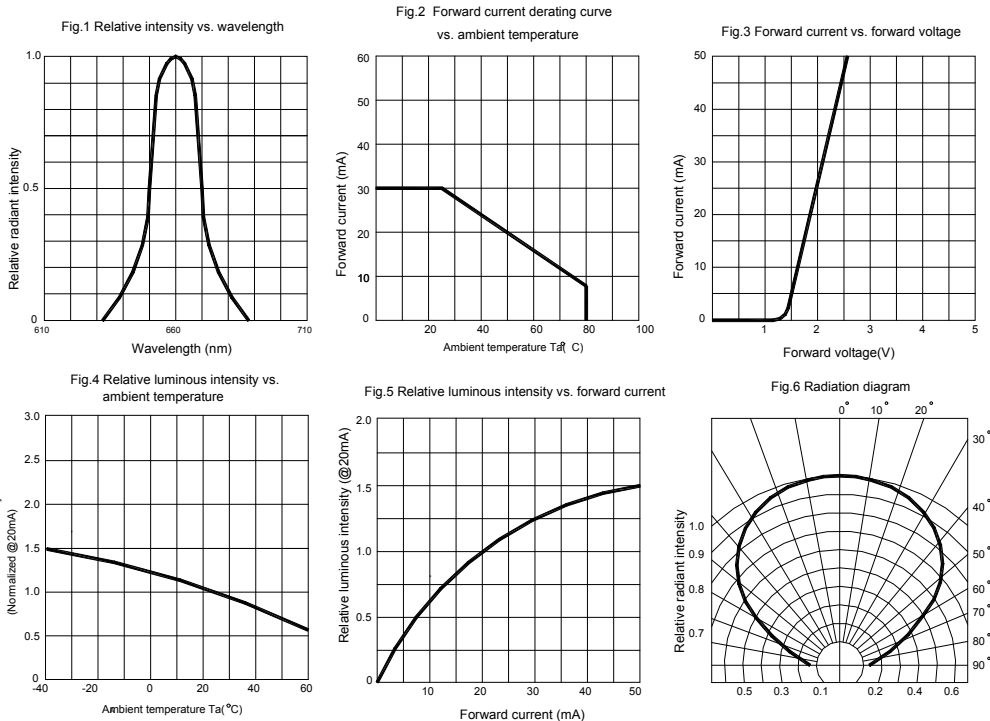 Fig.1 Relative intensity vs. wavelength
Relative radiant intensity
1.0
0.5
0
610 660 710
Wavelength (nm)
Fig.2 Forward current derating curve
vs. ambient temperature
Forward current (mA)
60
50
40
30
20
10
0
20 40 60 80 100
Ambient temperature Ta( °C)
Fig.3 Forward current vs. forward voltage
Forward current (mA)
50
40
30
20
10
0
1 2 3 4 5
Forward voltage(V)
Fig.4 Relative luminous intensity vs.
ambient temperature
(Normalized @20mA)
3.0
2.5
2.0
1.5
1.0
0.5
0
-40 -20 0 20 40 60
Ambient temperature Ta(°C)
Fig.5 Relative luminous intensity vs. forward current
Relative luminous intensity (@20mA)
2.0
1.5
1.0
0.5
0
10 20 30 40 50
Forward current (mA)
Fig.6 Radiation diagram
0° 10° 20°
30°
40°
50°
60°
70°
80°
90°
Relative radiant intensity
1.0
0.9
0.8
0.7
0.5 0.3 0.1 0.2 0.4 0.6